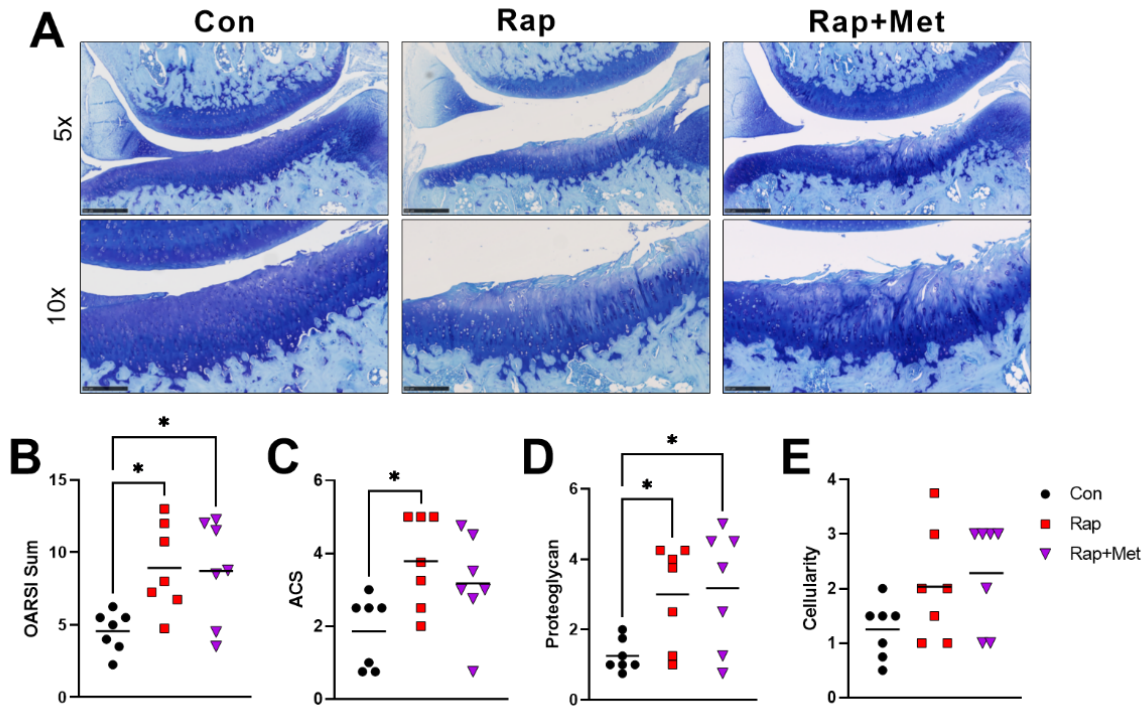 A
Con
Rap
Rap+Met
5x
10x
B
OARSI Sum
15
10
5
0
*
*
C
ACS
6
4
2
0
*
D
Proteoglycan
6
4
2
0
*
*
E
Cellularity
4
3
2
1
0
Con
Rap
Rap+Met